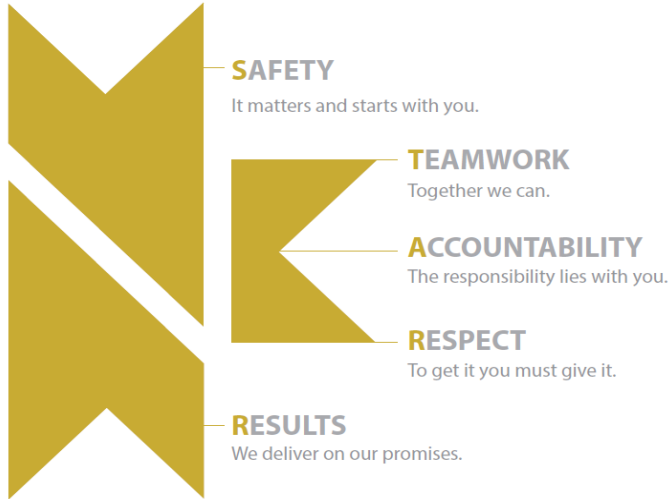 SAFETY
It matters and starts with you.
TEAMWORK
Together we can.
ACCOUNTABILITY
The responsibility lies with you.
RESPECT
To get it you must give it.
RESULTS
We deliver on our promises.